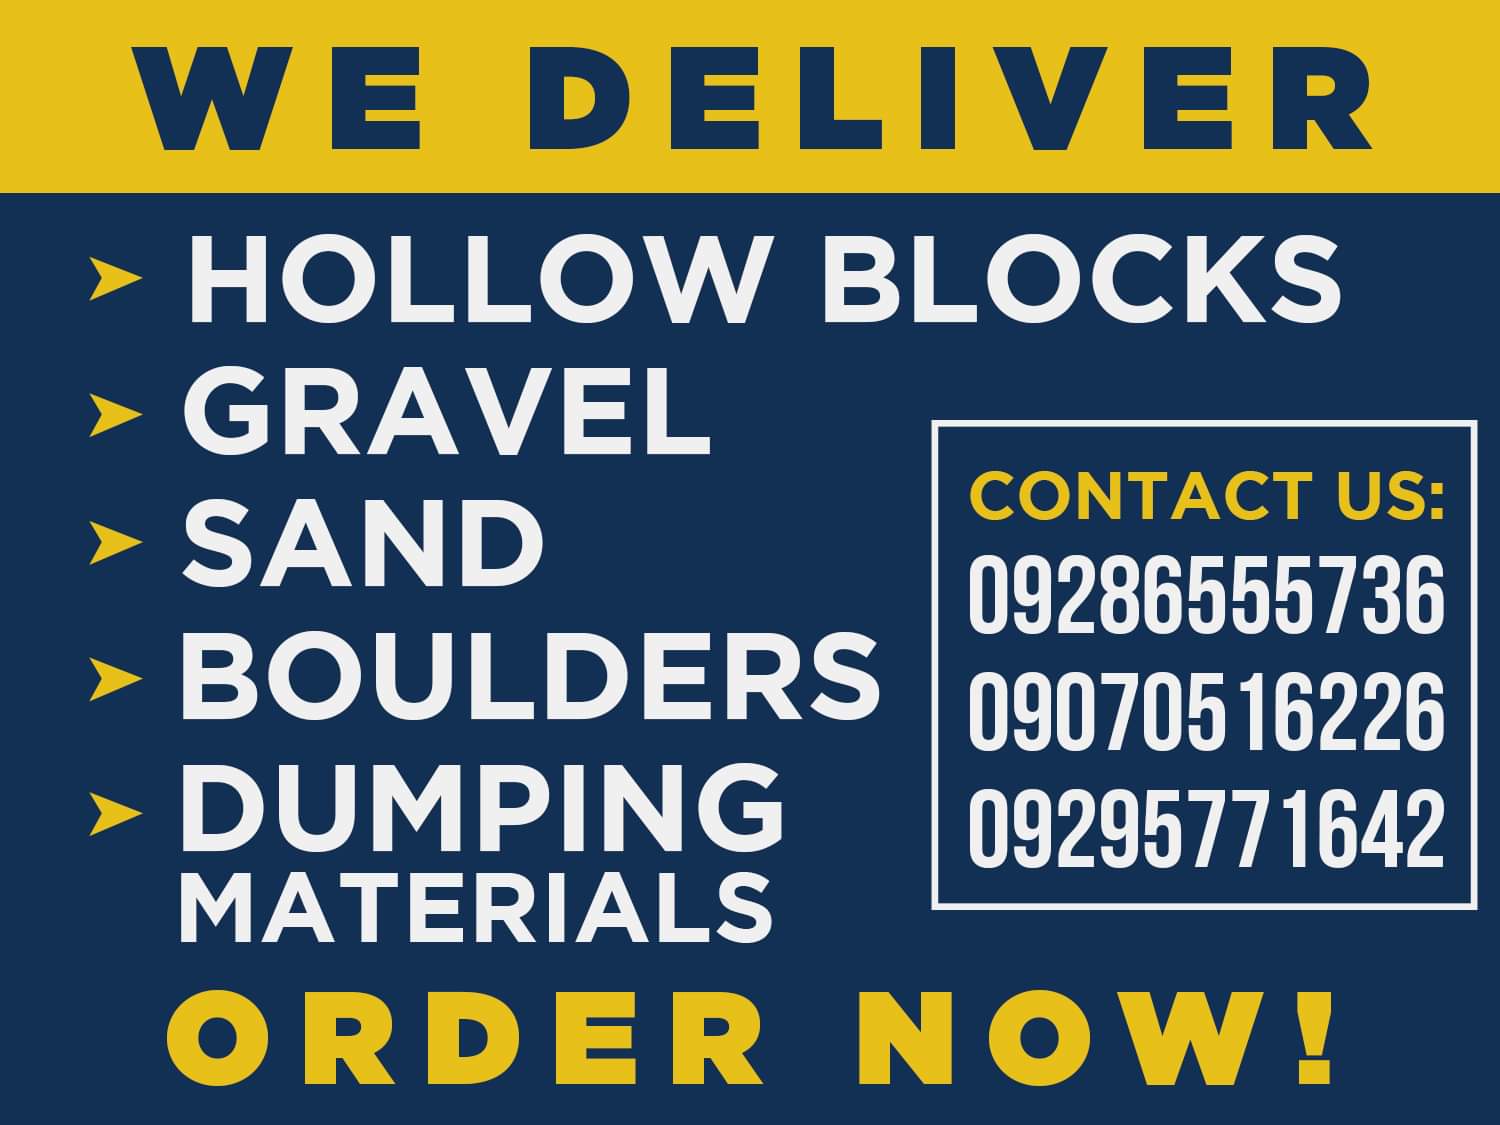 WE DELIVER
➤ HOLLOW BLOCKS
➤ GRAVEL
➤ SAND
➤ BOULDERS
➤ DUMPING
MATERIALS
CONTACT US:
09286555736
09070516226
09295771642
ORDER NOW!